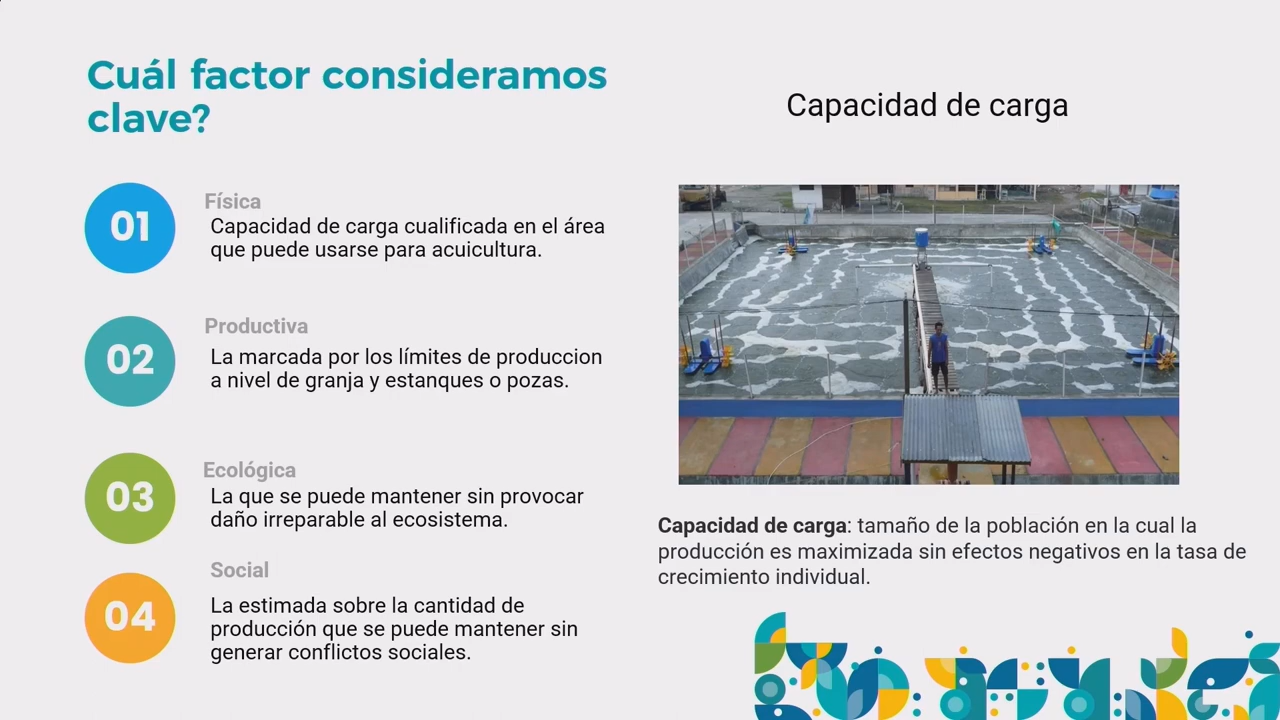 Cuál factor consideramos
clave?
01
Física
Capacidad de carga cualificada en el área
que puede usarse para acuicultura.
02
Productiva
La marcada por los límites de produccion
a nivel de granja y estanques o pozas.
03
Ecológica
La que se puede mantener sin provocar
daño irreparable al ecosistema.
04
Social
La estimada sobre la cantidad de
producción que se puede mantener sin
generar conflictos sociales.
Capacidad de carga
Capacidad de carga: tamaño de la población en la cual la
producción es maximizada sin efectos negativos en la tasa de
crecimiento individual.